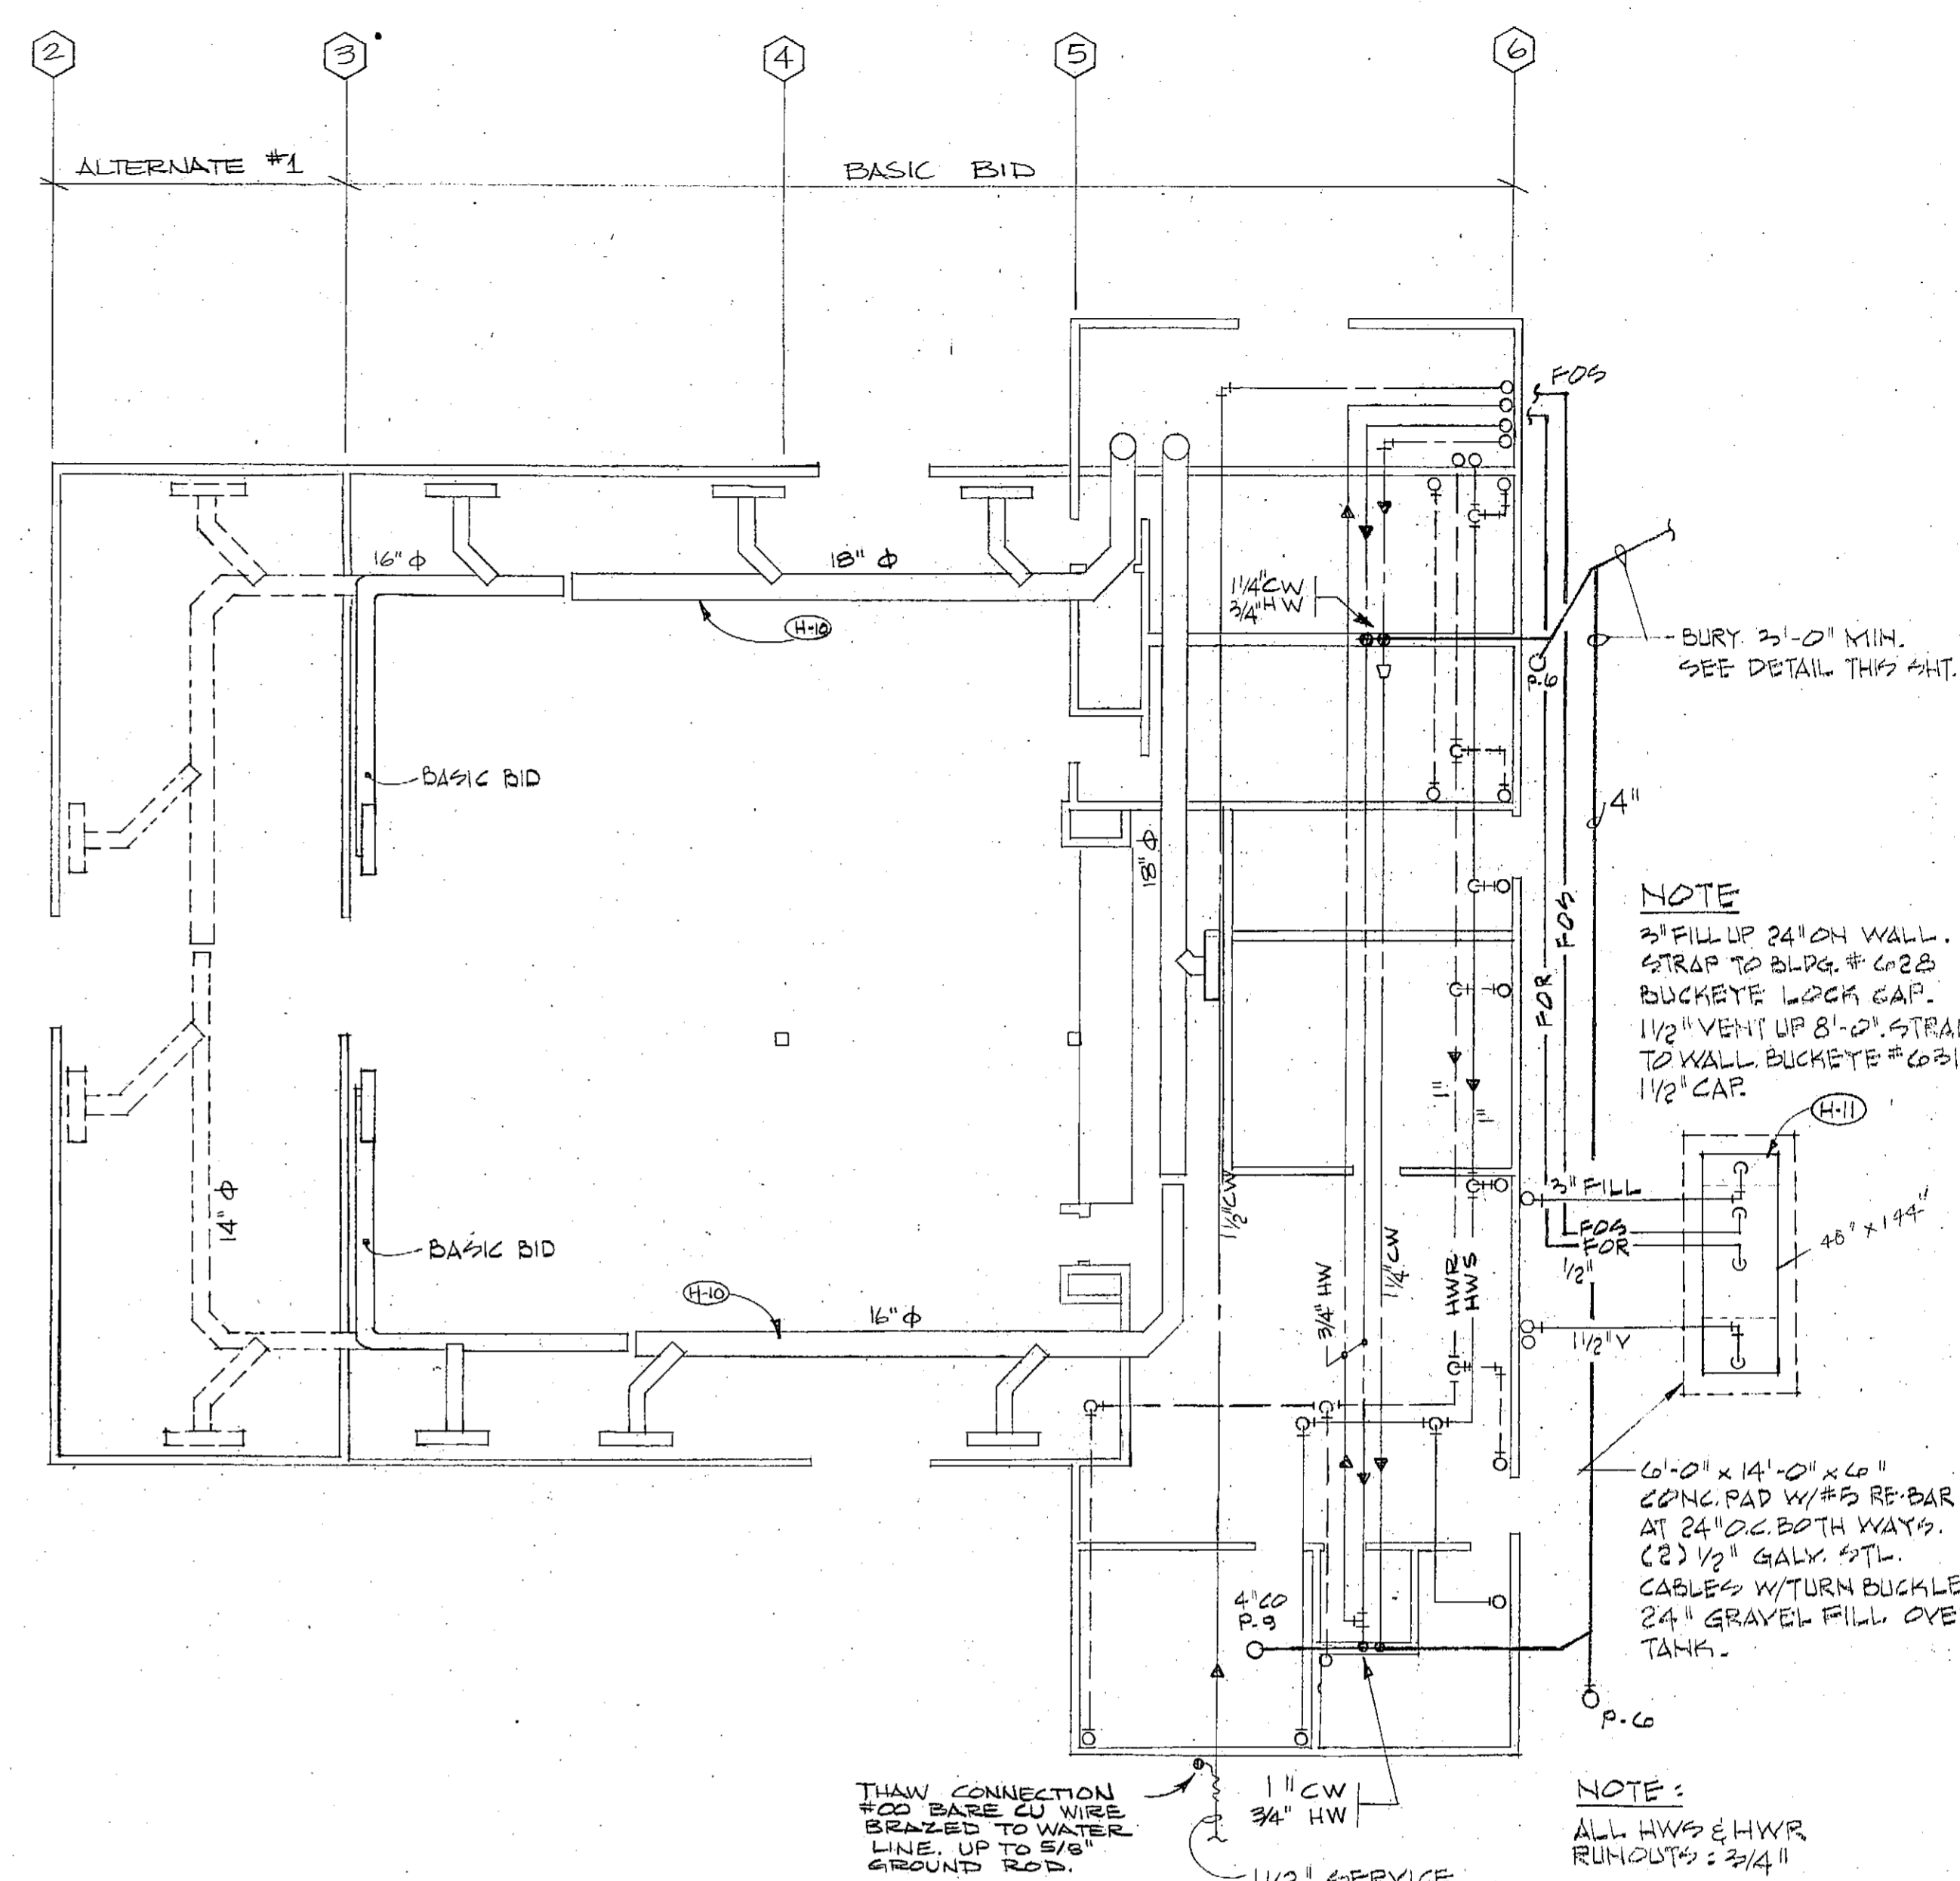 2
3
4
5
6
ALTERNATE #1
BASIC BID
FOS
16" ϕ
18" ϕ
H-10
1 1/4" CW
3/4" HW
P.6
BURY 3'-0" MIN.
SEE DETAIL THIS SHT.
BASIC BID
4"
18" ϕ
NOTE
3" FILL UP 24" ON WALL.
STRAP TO BLDG. # 628
BUCKEYE LOCK CAP.
1 1/2" VENT UP 8'-0". STRAP
TO WALL. BUCKEYE #631
1 1/2" CAP.
FOR
FOS
1"
1"
H-11
3" FILL
FOS
FOR
1/2"
x 144"
14" ϕ
BASIC BID
H-10
16" ϕ
1 1/2" CW
3/4" HW
1 1/4" CW
HWR
HWS
1 1/2" V
6'-0" x 14'-0" x 6"
CONC. PAD W/#5 RE-BAR
AT 24" O.C. BOTH WAYS.
(2) 1/2" GALV. STL.
CABLES W/TURN BUCKLE
24" GRAVEL FILL OVE
TANK.
4" CO
P-9
P-6
THAW CONNECTION
#00 BARE CU WIRE
BRAZED TO WATER
LINE. UP TO 5/8"
GROUND ROD.
1" CW
3/4" HW
1 1/2" SERVICE
NOTE:
ALL HWS & HWR
RUNOUTS: 3/4"